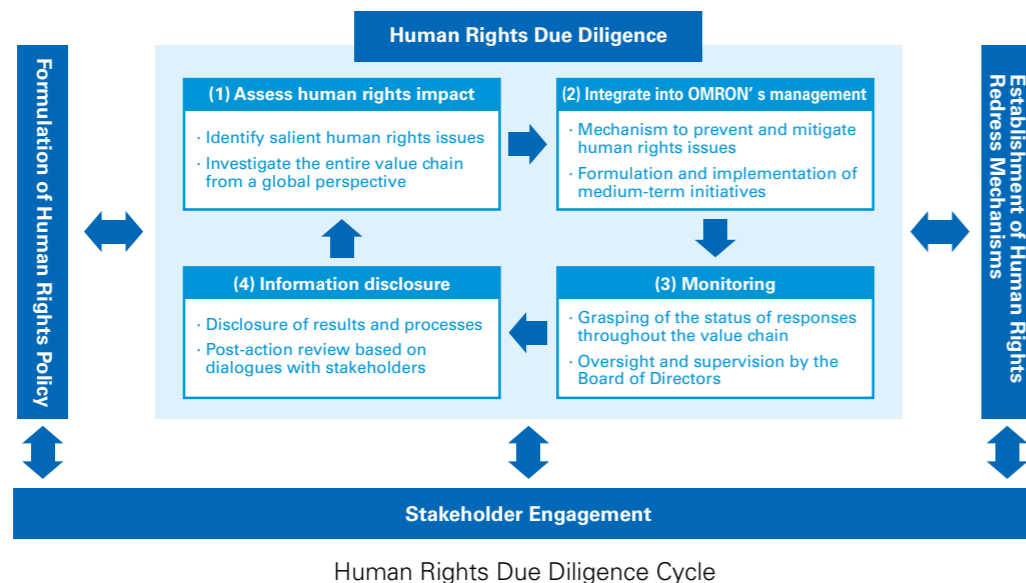 Human Rights Due Diligence
Formulation of Human Rights Policy
(1) Assess human rights impact
· Identify salient human rights issues
· Investigate the entire value chain
from a global perspective
(2) Integrate into OMRON' s management
· Mechanism to prevent and mitigate
human rights issues
· Formulation and implementation of
medium-term initiatives
(4) Information disclosure
· Disclosure of results and processes
· Post-action review based on
dialogues with stakeholders
(3) Monitoring
· Grasping of the status of responses
throughout the value chain
· Oversight and supervision by the
Board of Directors
Establishment of Human Rights
Redress Mechanisms
Stakeholder Engagement
Human Rights Due Diligence Cycle